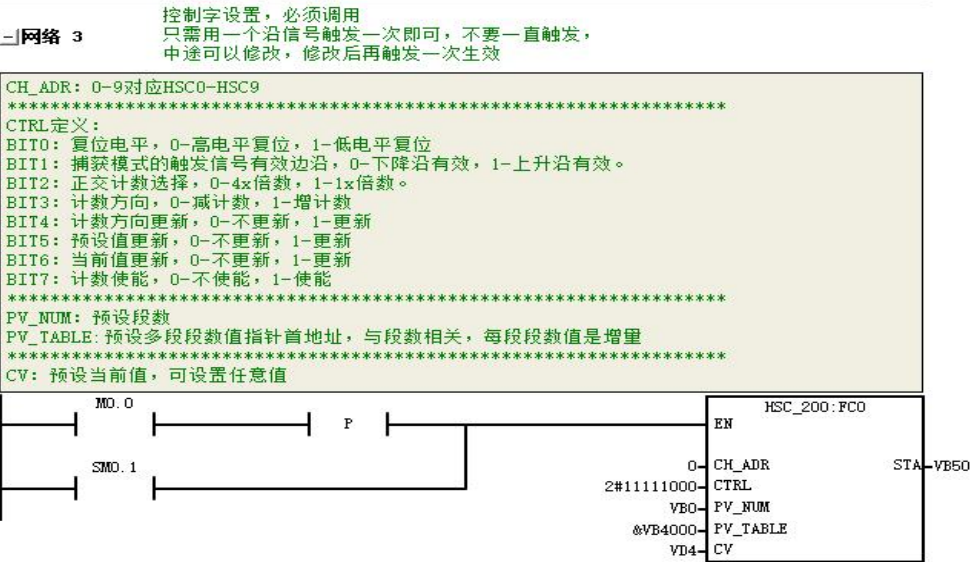 控制字设置，必须调用
只需用一个沿信号触发一次即可，不要一直触发，
中途可以修改，修改后再触发一次生效
网络 3
CH_ADR: 0-9对应HSC0-HSC9
******************************************************************
CTRL定义:
BIT0: 复位电平，0-高电平复位，1-低电平复位
BIT1: 捕获模式的触发信号有效边沿，0-下降沿有效，1-上升沿有效。
BIT2: 正交计数选择，0-4x倍数，1-1x倍数。
BIT3: 计数方向，0-减计数，1-增计数
BIT4: 计数方向更新，0-不更新，1-更新
BIT5: 预设值更新，0-不更新，1-更新
BIT6: 当前值更新，0-不更新，1-更新
BIT7: 计数使能，0-不使能，1-使能
******************************************************************
PV_NUM: 预设段数
PV_TABLE:预设多段段数值指针首地址，与段数相关，每段段数值是增量
******************************************************************
CV: 预设当前值，可设置任意值
M0.0
P
HSC_200:FC0
EN
SM0.1
0 CH_ADR STA VB50
2#11111000 CTRL
VB0 PV_NUM
&VB4000 PV_TABLE
VD4 CV